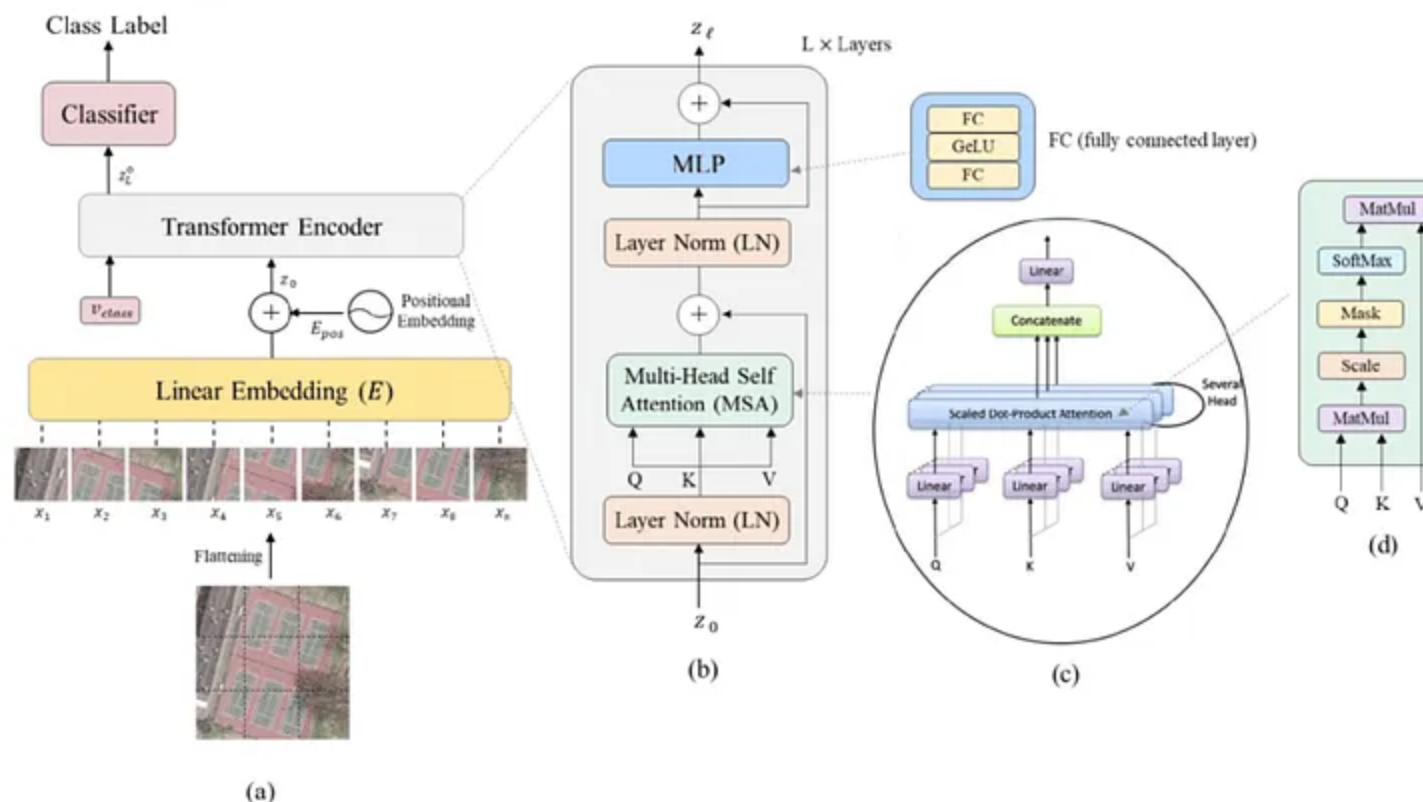 Class Label
Classifier
z_L^0
Transformer Encoder
v_class
z_0
+
E_pos
Positional
Embedding
Linear Embedding (E)
x_1 x_2 x_3 x_4 x_5 x_6 x_7 x_8 x_n
Flattening
(a)
z_ℓ
L × Layers
+
MLP
Layer Norm (LN)
+
Multi-Head Self
Attention (MSA)
Q K V
Layer Norm (LN)
z_0
(b)
FC
GeLU
FC
FC (fully connected layer)
Linear
Concatenate
Scaled Dot-Product Attention
Several
Head
Linear Linear Linear
Q K V
(c)
MatMul
SoftMax
Mask
Scale
MatMul
Q K V
(d)